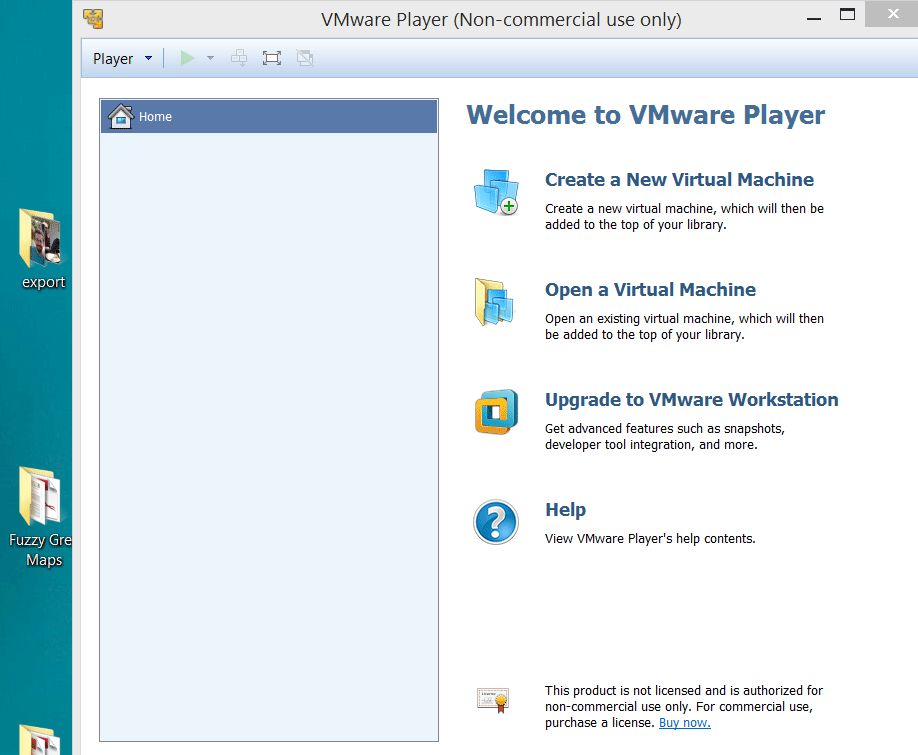 VMware Player (Non-commercial use only)
Player
Home
Welcome to VMware Player
Create a New Virtual Machine
Create a new virtual machine, which will then be
added to the top of your library.
Open a Virtual Machine
Open an existing virtual machine, which will then
be added to the top of your library.
Upgrade to VMware Workstation
Get advanced features such as snapshots,
developer tool integration, and more.
Help
View VMware Player's help contents.
This product is not licensed and is authorized for
non-commercial use only. For commercial use,
purchase a license. Buy now.
export
Fuzzy Gre
Maps